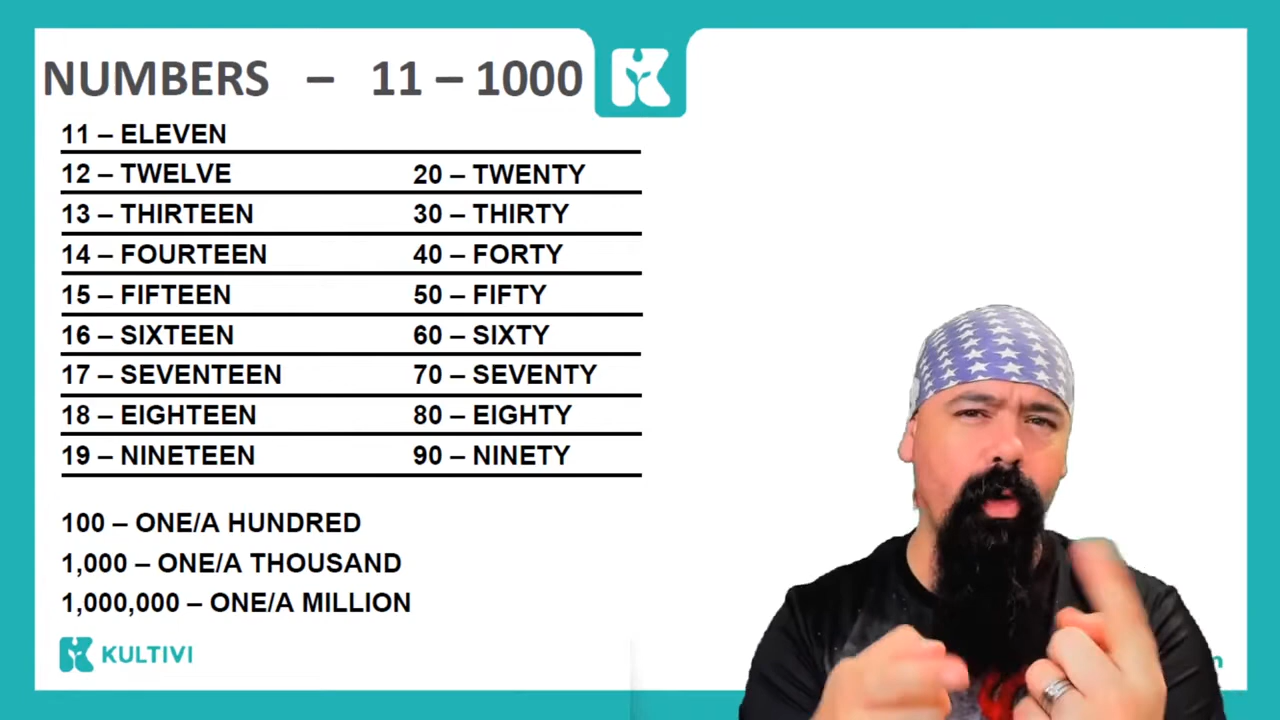 NUMBERS – 11 – 1000
11 – ELEVEN
12 – TWELVE 20 – TWENTY
13 – THIRTEEN 30 – THIRTY
14 – FOURTEEN 40 – FORTY
15 – FIFTEEN 50 – FIFTY
16 – SIXTEEN 60 – SIXTY
17 – SEVENTEEN 70 – SEVENTY
18 – EIGHTEEN 80 – EIGHTY
19 – NINETEEN 90 – NINETY
100 – ONE/A HUNDRED
1,000 – ONE/A THOUSAND
1,000,000 – ONE/A MILLION
KULTIVI